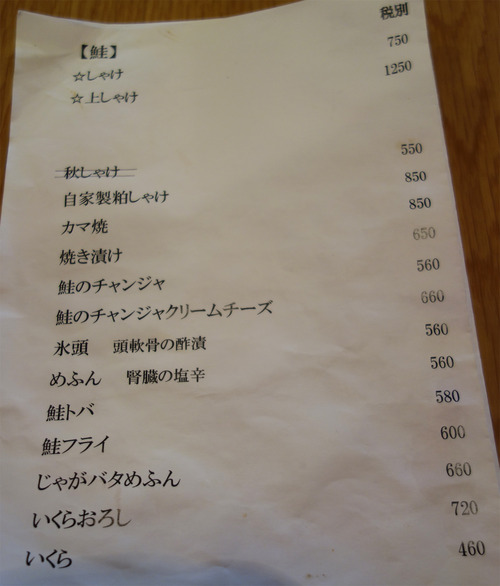 税別
【鮭】
☆しゃけ 750
☆上しゃけ 1250
秋しゃけ 550
自家製粕しゃけ 850
カマ焼 850
焼き漬け 650
鮭のチャンジャ 560
鮭のチャンジャクリームチーズ 660
氷頭 頭軟骨の酢漬 560
めふん 腎臓の塩辛 560
鮭トバ 580
鮭フライ 600
じゃがバタめふん 660
いくらおろし 720
いくら 460